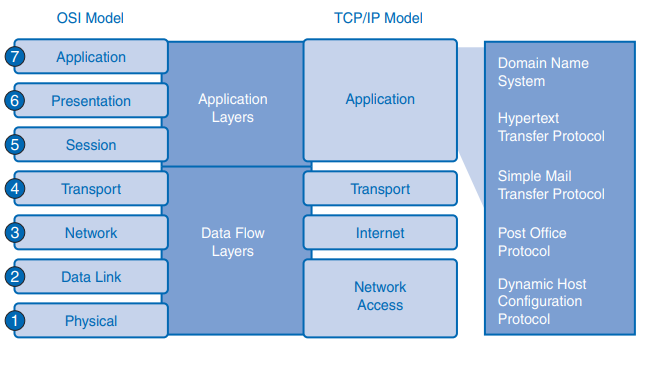 OSI Model
TCP/IP Model
7 Application
6 Presentation
5 Session
4 Transport
3 Network
2 Data Link
1 Physical
Application
Layers
Data Flow
Layers
Application
Transport
Internet
Network
Access
Domain Name
System
Hypertext
Transfer Protocol
Simple Mail
Transfer Protocol
Post Office
Protocol
Dynamic Host
Configuration
Protocol